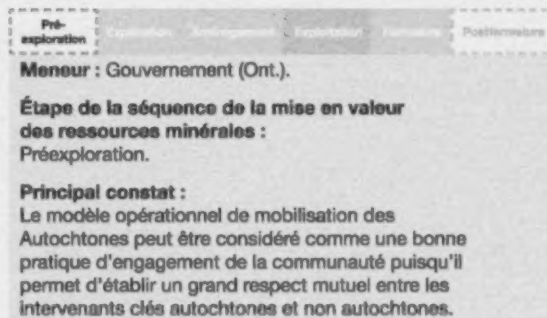 Pré-
exploration Exploration Aménagement Exploitation Fermeture Postfermeture
Meneur : Gouvernement (Ont.).
Étape de la séquence de la mise en valeur
des ressources minérales :
Préexploration.
Principal constat :
Le modèle opérationnel de mobilisation des
Autochtones peut être considéré comme une bonne
pratique d'engagement de la communauté puisqu'il
permet d'établir un grand respect mutuel entre les
intervenants clés autochtones et non autochtones.